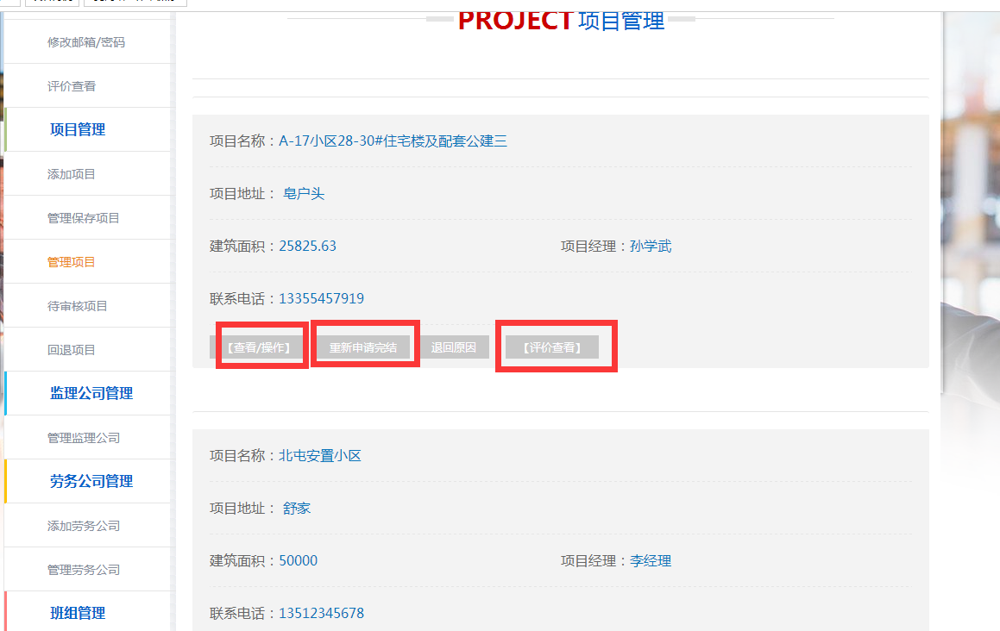 修改邮箱/密码
评价查看
项目管理
添加项目
管理保存项目
管理项目
待审核项目
回退项目
监理公司管理
管理监理公司
劳务公司管理
添加劳务公司
管理劳务公司
班组管理
PROJECT 项目管理
项目名称：A-17小区28-30#住宅楼及配套公建三
项目地址： 皂户头
建筑面积：25825.63 项目经理：孙学武
联系电话：13355457919
【查看/操作】 重新申请完结 退回原因 【评价查看】
项目名称：北屯安置小区
项目地址： 舒家
建筑面积：50000 项目经理：李经理
联系电话：13512345678